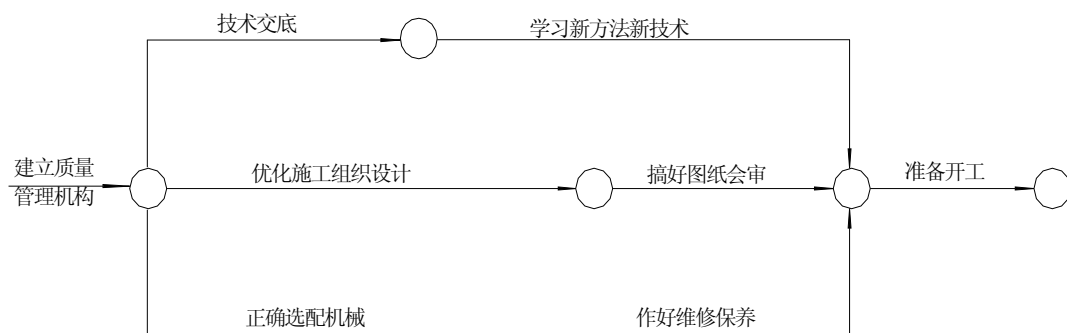 技术交底
学习新方法新技术
建立质量
管理机构
优化施工组织设计
搞好图纸会审
准备开工
正确选配机械
作好维修保养